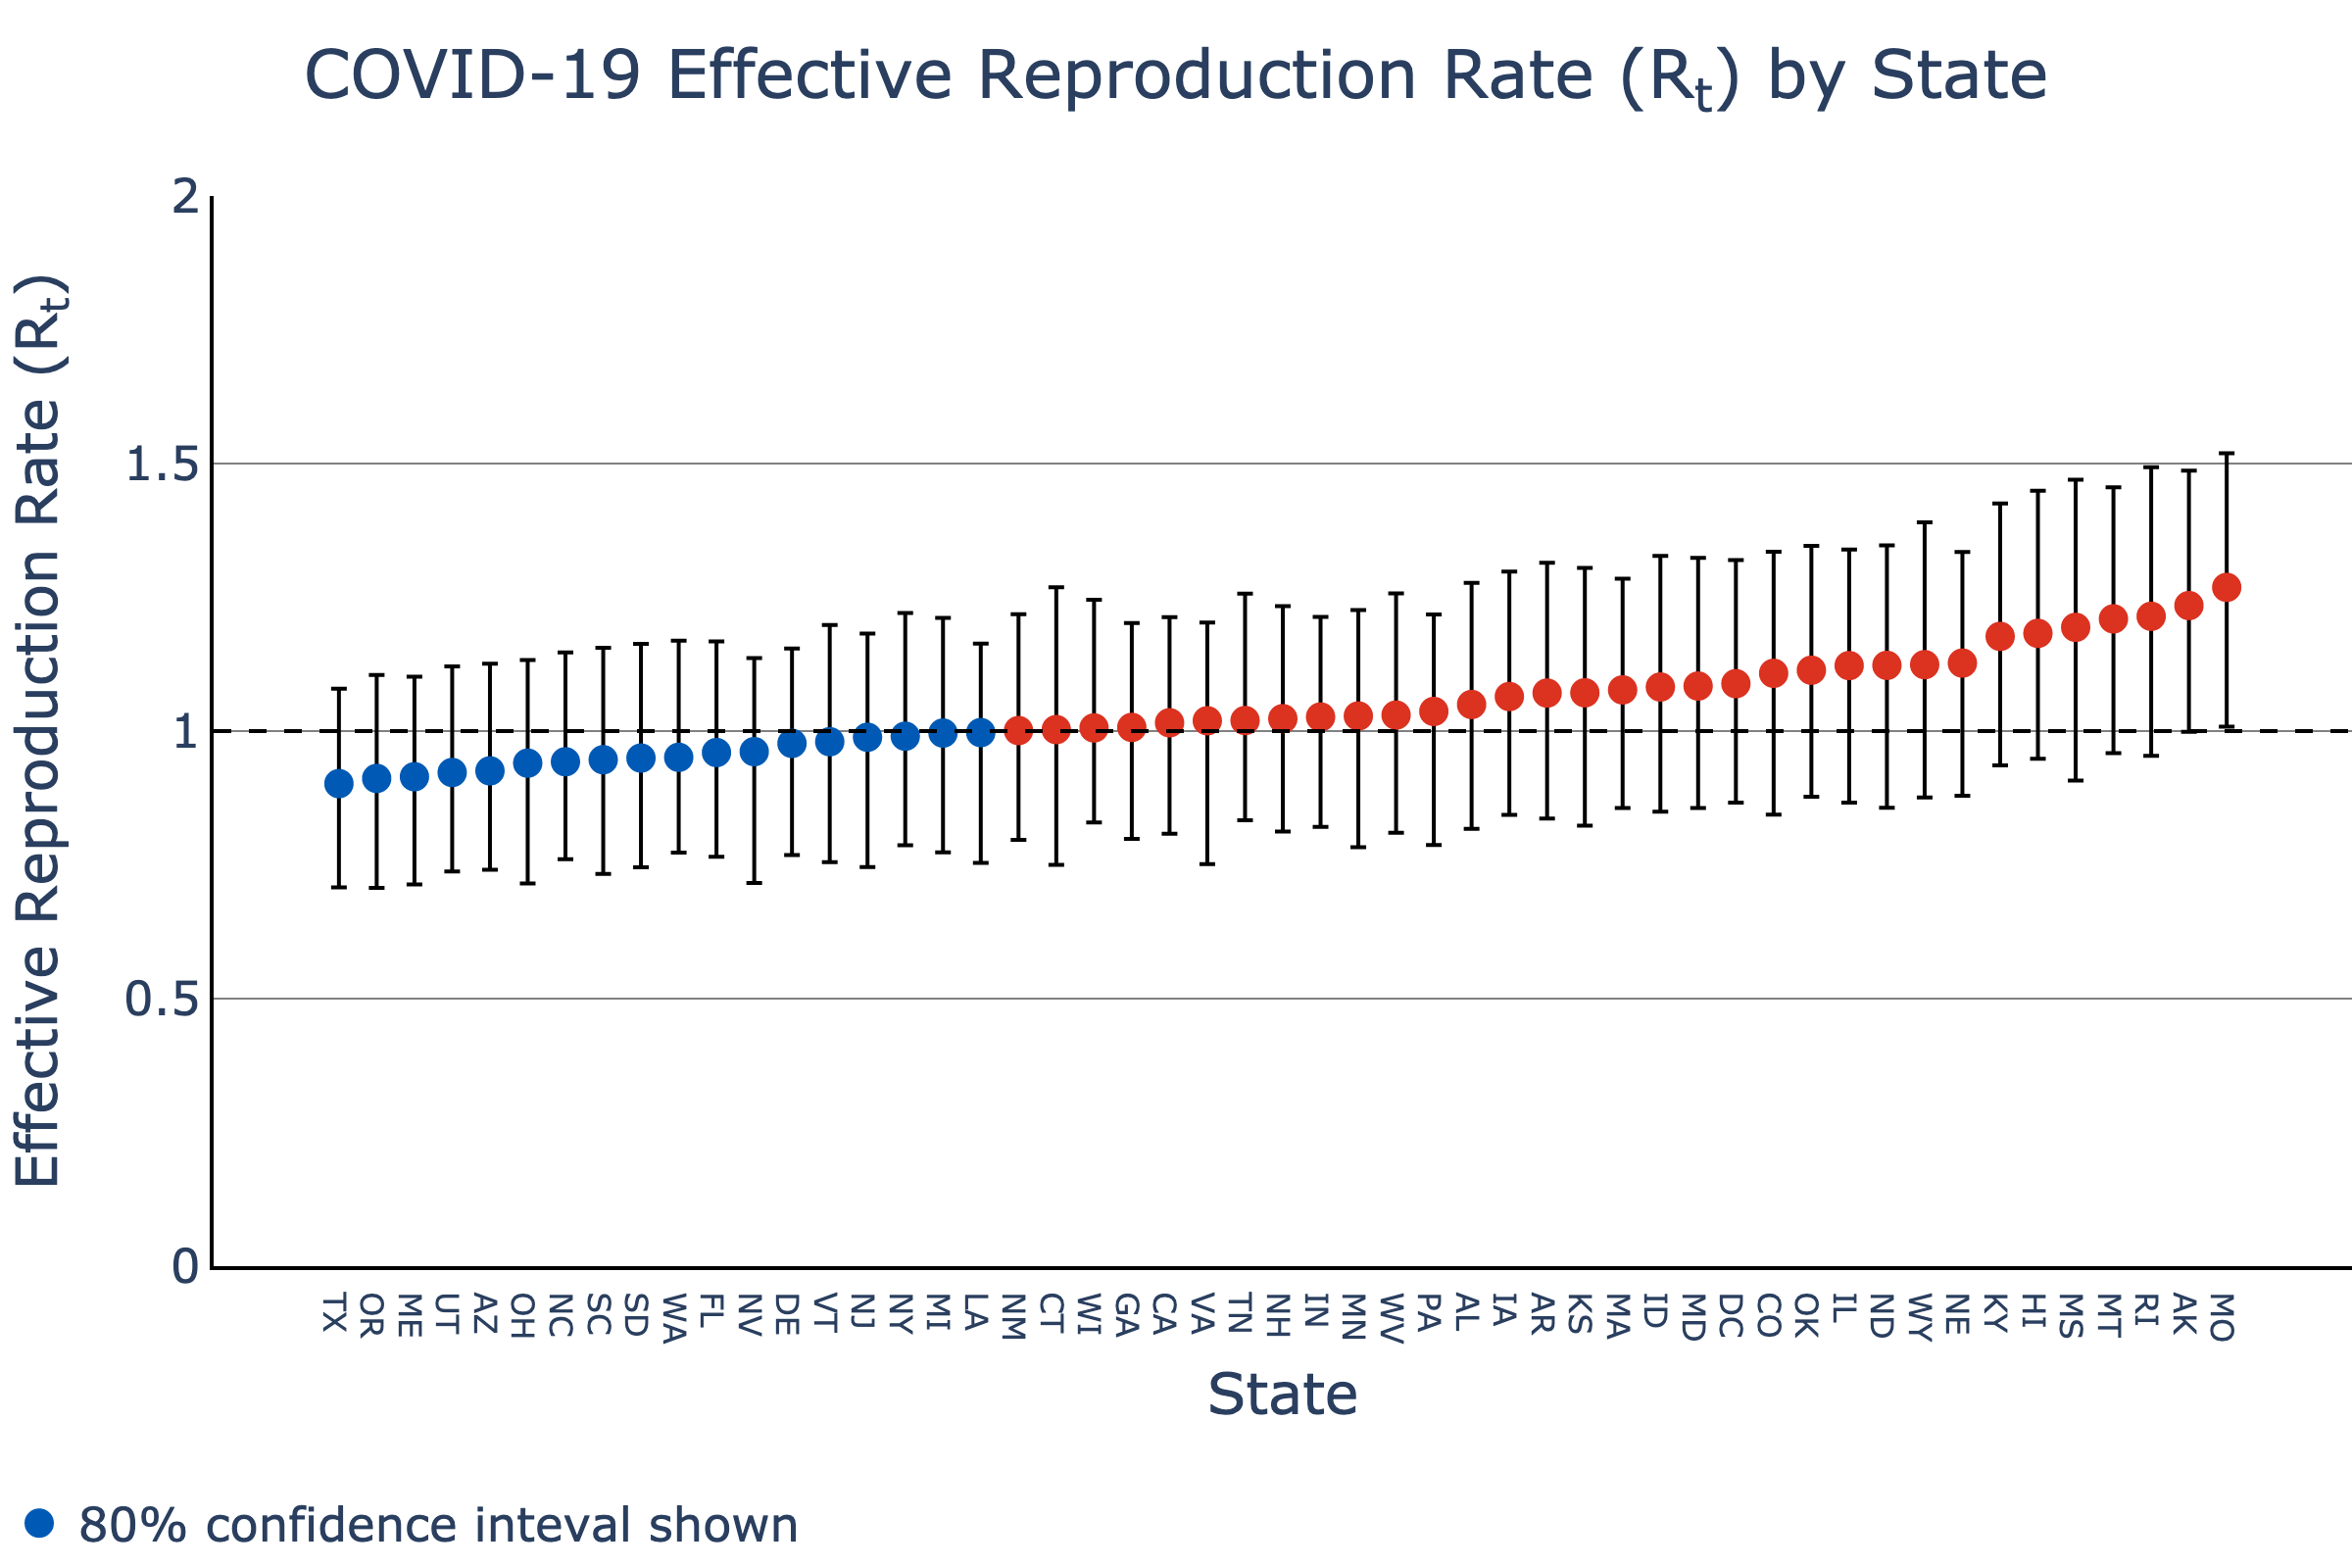 COVID-19 Effective Reproduction Rate (Rt) by State
Effective Reproduction Rate (Rt)
2
1.5
1
0.5
0
TX OR ME UT AZ OH NC SC SD WA FL NV DE VT NJ NY MI LA NM CT WI GA CA VA TN NH IN MN WV PA AL IA AR KS MA ID MD DC CO OK IL ND WY NE KY HI MS MT RI AK MO
State
80% confidence inteval shown